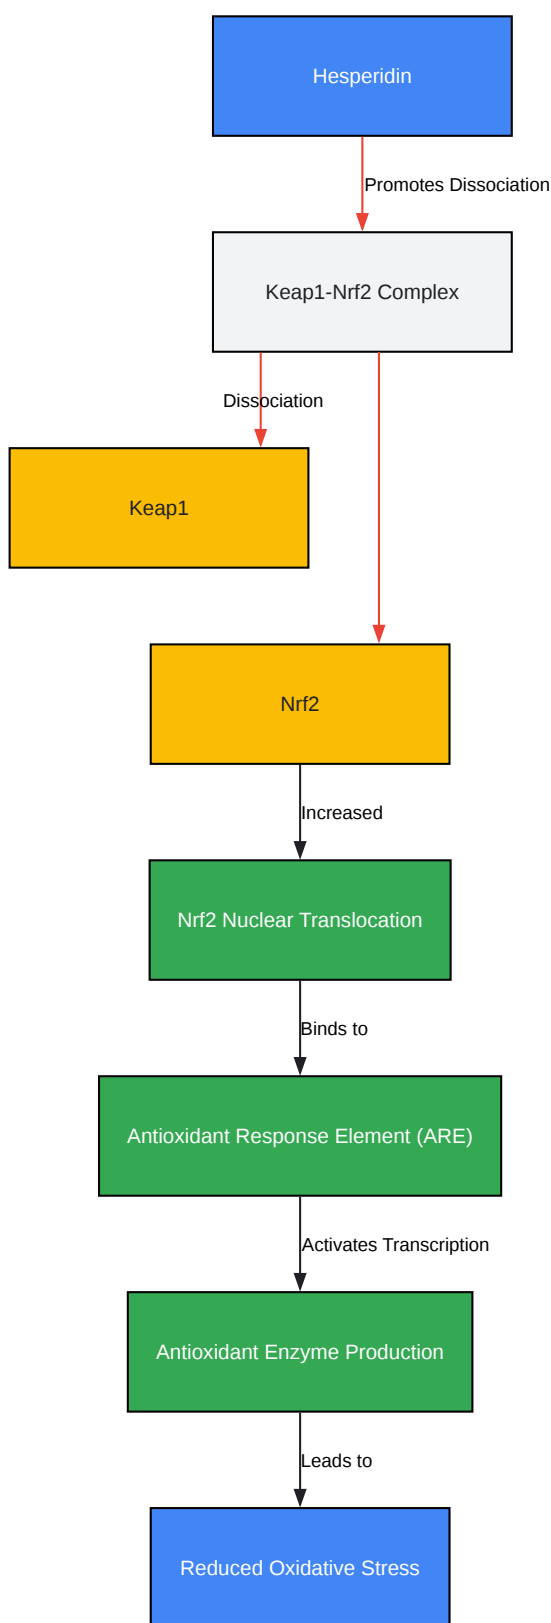 Hesperidin
Promotes Dissociation
Keap1-Nrf2 Complex
Dissociation
Keap1
Nrf2
Increased
Nrf2 Nuclear Translocation
Binds to
Antioxidant Response Element (ARE)
Activates Transcription
Antioxidant Enzyme Production
Leads to
Reduced Oxidative Stress